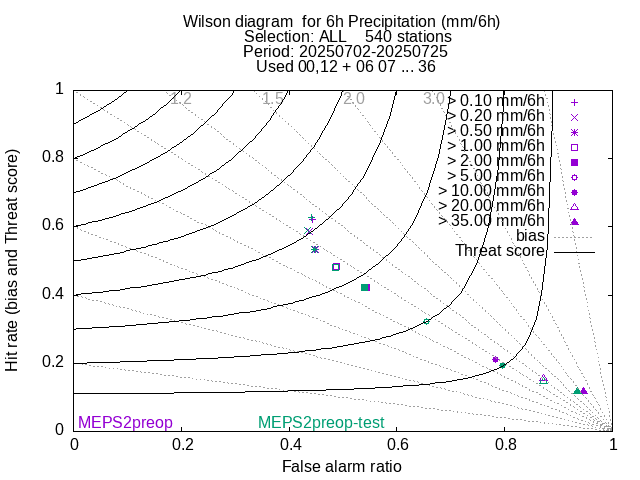 Wilson diagram  for 6h Precipitation (mm/6h)
Selection: ALL    540 stations
Period: 20250702-20250725
Used 00,12 + 06 07 ... 36
1.2 1.5 2.0 3.0
> 0.10 mm/6h
> 0.20 mm/6h
> 0.50 mm/6h
> 1.00 mm/6h
> 2.00 mm/6h
> 5.00 mm/6h
> 10.00 mm/6h
> 20.00 mm/6h
> 35.00 mm/6h
bias
Threat score
Hit rate (bias and Threat score)
1
0.8
0.6
0.4
0.2
0
MEPS2preop MEPS2preop-test
0 0.2 0.4 0.6 0.8 1
False alarm ratio